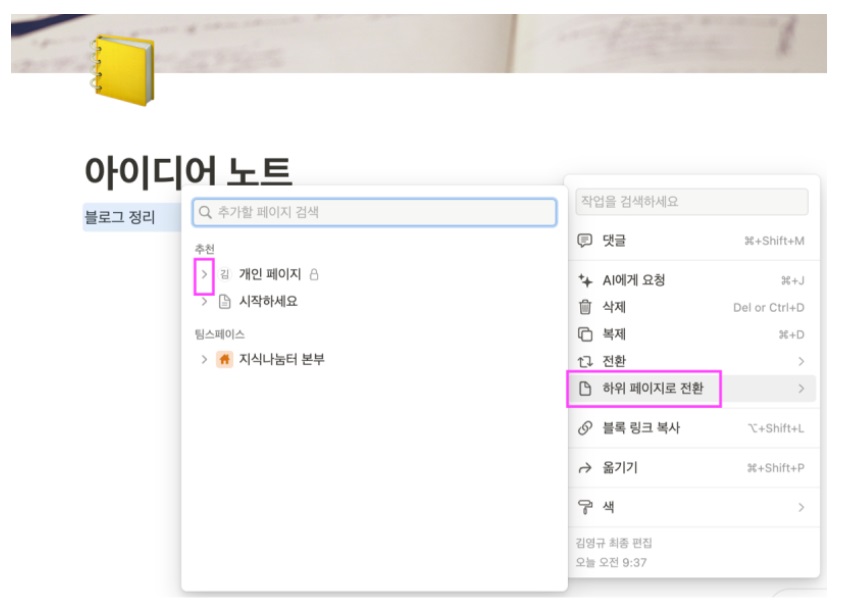 아이디어 노트
블로그 정리
추가할 페이지 검색
추천
김 개인 페이지
시작하세요
팀스페이스
지식나눔터 본부
작업을 검색하세요
댓글 ⌘+Shift+M
AI에게 요청 ⌘+J
삭제 Del or Ctrl+D
복제 ⌘+D
전환
하위 페이지로 전환
블록 링크 복사 ⌥+Shift+L
옮기기 ⌘+Shift+P
색
김영규 최종 편집
오늘 오전 9:37